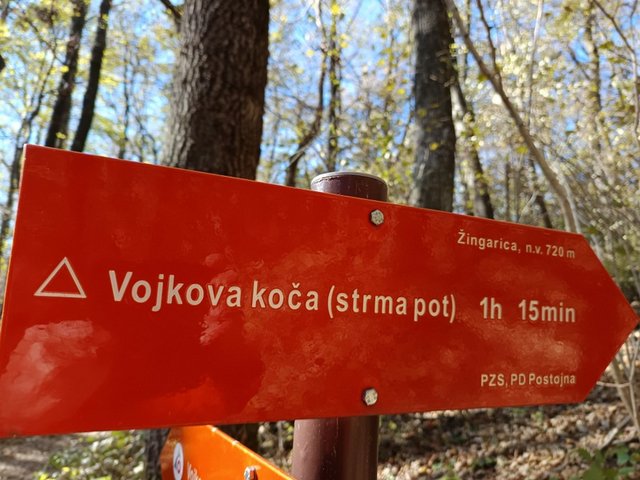 Žingarica, n.v. 720 m
Vojkova koča (strma pot) 1h 15min
PZS, PD Postojna